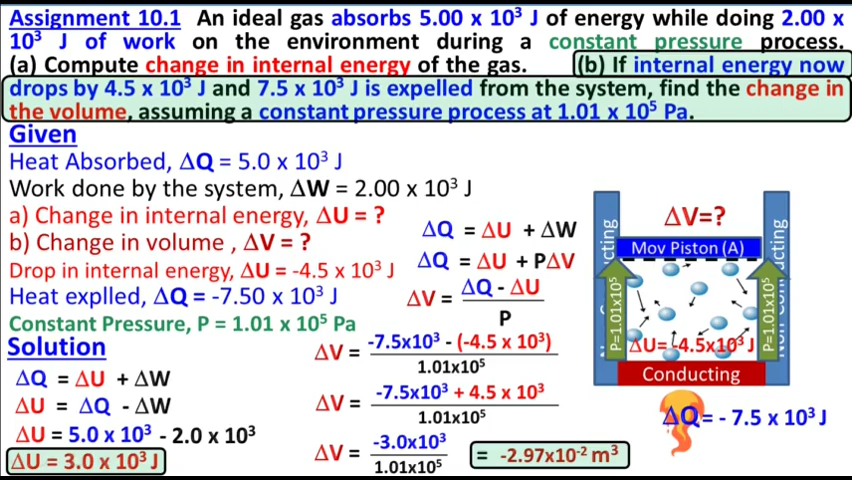 Assignment 10.1 An ideal gas absorbs 5.00 x 10³ J of energy while doing 2.00 x
10³ J of work on the environment during a constant pressure process.
(a) Compute change in internal energy of the gas. (b) If internal energy now
drops by 4.5 x 10³ J and 7.5 x 10³ J is expelled from the system, find the change in
the volume, assuming a constant pressure process at 1.01 x 10⁵ Pa.
Given
Heat Absorbed, ΔQ = 5.0 x 10³ J
Work done by the system, ΔW = 2.00 x 10³ J
a) Change in internal energy, ΔU = ?
b) Change in volume , ΔV = ?
Drop in internal energy, ΔU = -4.5 x 10³ J
Heat explled, ΔQ = -7.50 x 10³ J
Constant Pressure, P = 1.01 x 10⁵ Pa
Solution
ΔQ = ΔU + ΔW
ΔU = ΔQ - ΔW
ΔU = 5.0 x 10³ - 2.0 x 10³
ΔU = 3.0 x 10³ J
ΔQ = ΔU + ΔW
ΔQ = ΔU + PΔV
ΔV = ΔQ - ΔU
P
ΔV = -7.5x10³ - (-4.5 x 10³)
1.01x10⁵
ΔV = -7.5x10³ + 4.5 x 10³
1.01x10⁵
ΔV = -3.0x10³
1.01x10⁵
= -2.97x10⁻² m³
ΔV=?
Mov Piston (A)
P=1.01x10⁵
P=1.01x10⁵
ΔU= -4.5x10³ J
Conducting
ΔQ= - 7.5 x 10³ J